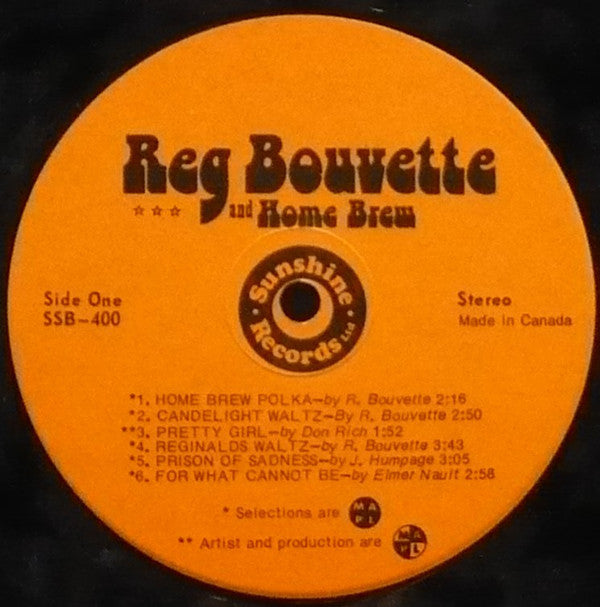 Reg Bouvette
☆ ☆ ☆ and Home Brew
Sunshine
Records Ltd
Side One
SSB-400
Stereo
Made In Canada
*1. HOME BREW POLKA-by R. Bouvette 2:16
*2. CANDELIGHT WALTZ-By R. Bouvette 2:50
**3. PRETTY GIRL-by Don Rich 1:52
*4. REGINALDS WALTZ-by R. Bouvette 3:43
*5. PRISON OF SADNESS-by J. Humpage 3:05
*6. FOR WHAT CANNOT BE-by Elmer Nault 2:58
* Selections are M A P L
** Artist and production are M A P L